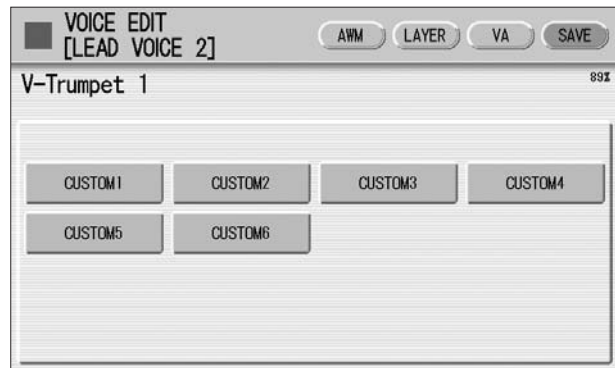 VOICE EDIT
[LEAD VOICE 2]
AWM LAYER VA SAVE
V-Trumpet 1
89%
CUSTOM1 CUSTOM2 CUSTOM3 CUSTOM4
CUSTOM5 CUSTOM6